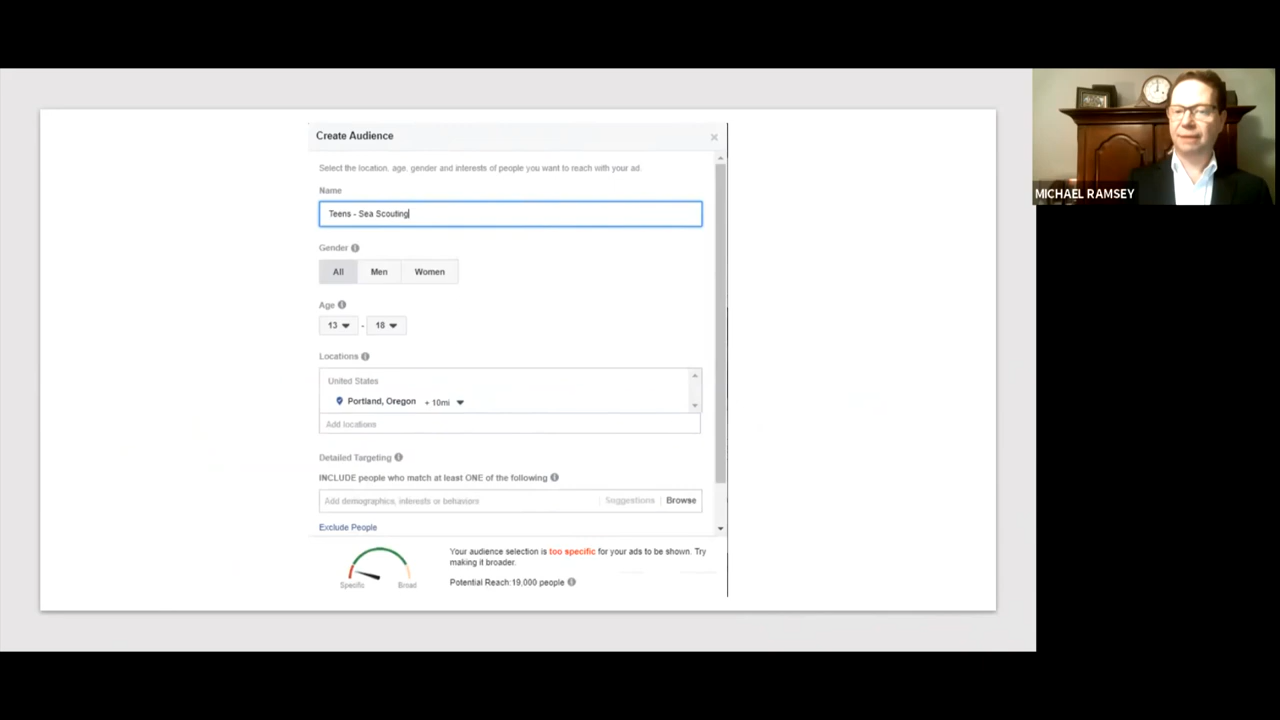 Create Audience
Select the location, age, gender and interests of people you want to reach with your ad.
Name
Teens - Sea Scouting
Gender
All Men Women
Age
13 - 18
Locations
United States
Portland, Oregon + 10mi
Add locations
Detailed Targeting
INCLUDE people who match at least ONE of the following
Add demographics, interests or behaviors Suggestions Browse
Exclude People
Specific Broad
Your audience selection is too specific for your ads to be shown. Try
making it broader.
Potential Reach:19,000 people
MICHAEL RAMSEY